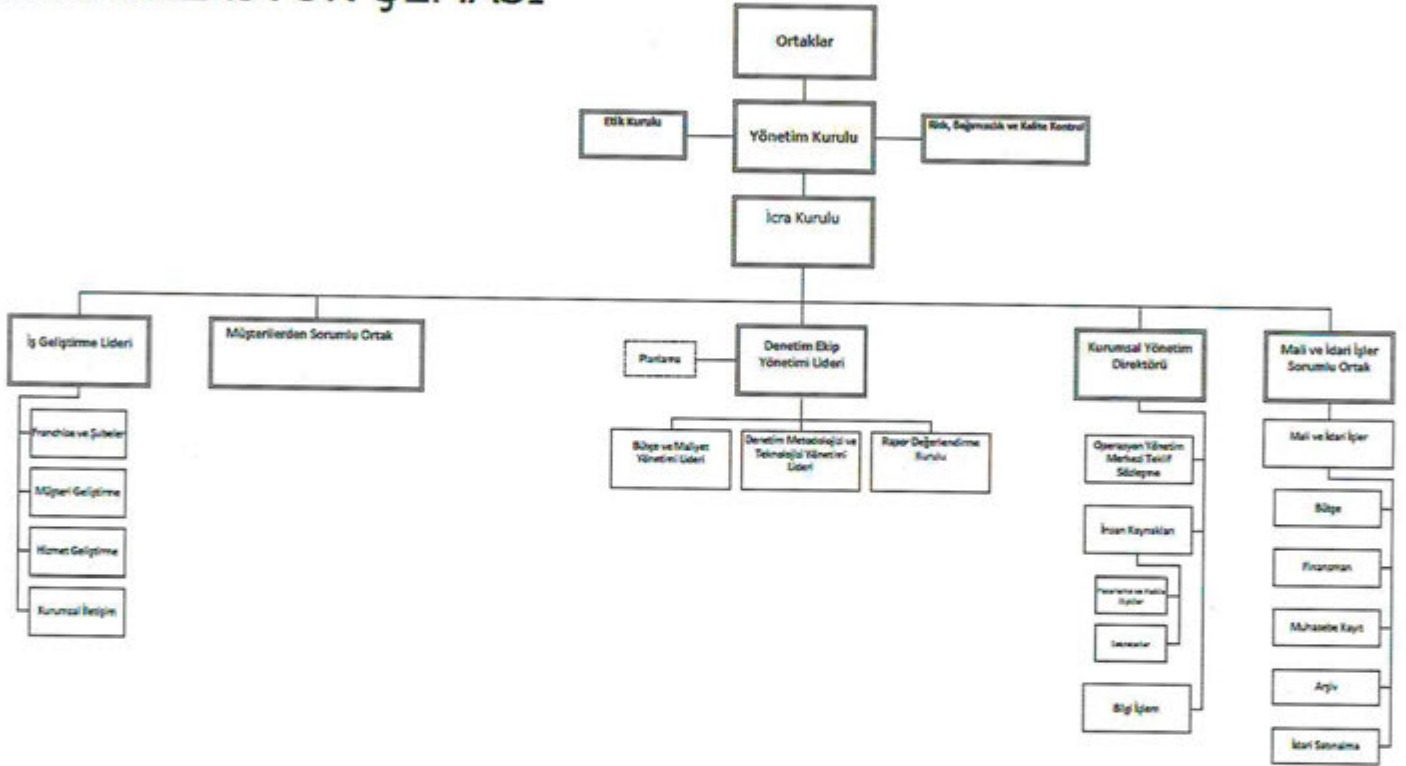 ŞEMASI
Ortaklar
Etik Kurulu
Yönetim Kurulu
Risk, Bağımsızlık ve Kalite Kontrol
İcra Kurulu
İş Geliştirme Lideri
Müşterilerden Sorumlu Ortak
Planlama
Denetim Ekip
Yönetimi Lideri
Kurumsal Yönetim
Direktörü
Mali ve İdari İşler
Sorumlu Ortak
Franchise ve Şubeler
Müşteri Geliştirme
Hizmet Geliştirme
Kurumsal İletişim
Bütçe ve Maliyet
Yönetimi Lideri
Denetim Metodolojisi ve
Teknolojisi Yönetimi
Lideri
Rapor Değerlendirme
Kurulu
Operasyon Yönetim
Merkezi Teklif
Sözleşme
İnsan Kaynakları
Sekreterler
Bilgi İşlem
Mali ve İdari İşler
Bütçe
Finansman
Muhasebe Kayıt
Arşiv
İdari Satınalma